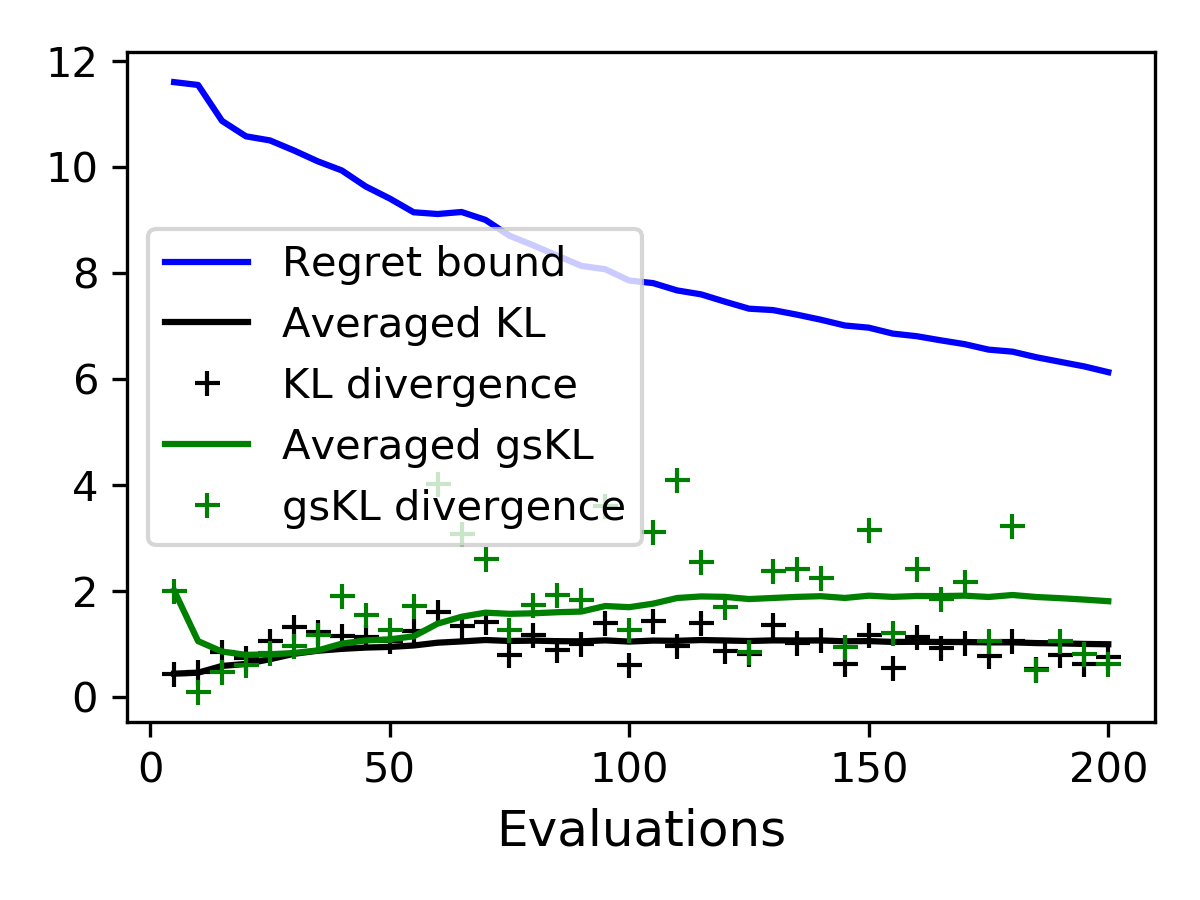 12
10
8
6
4
2
0
Regret bound
Averaged KL
KL divergence
Averaged gsKL
gsKL divergence
0 50 100 150 200
Evaluations